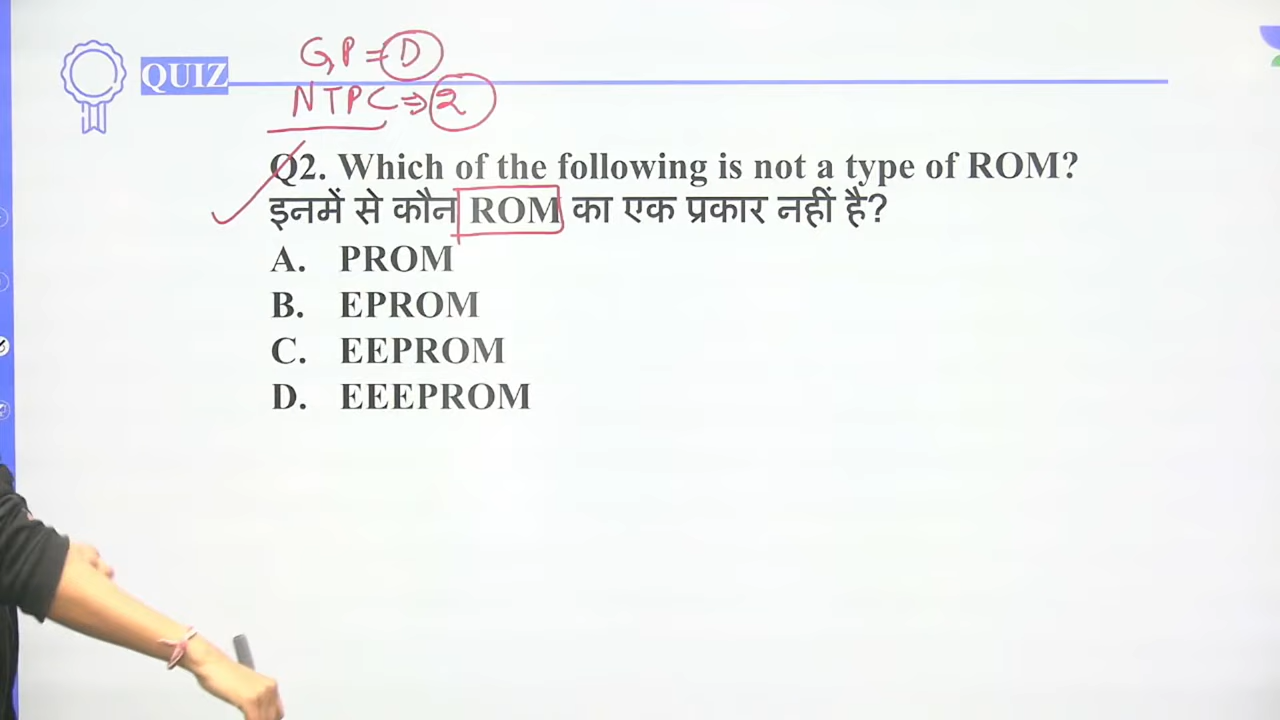 GP = D
QUIZ
NTPC ⇒ 2
Q2. Which of the following is not a type of ROM?
इनमें से कौन ROM का एक प्रकार नहीं है?
A. PROM
B. EPROM
C. EEPROM
D. EEEPROM